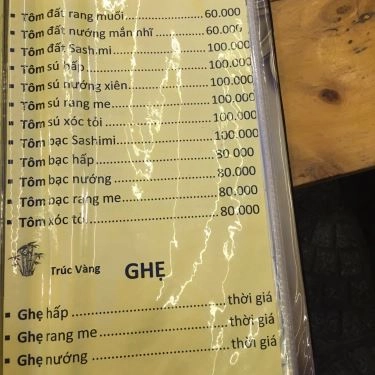 Tôm đất rang muối 60.000
Tôm đất nướng mắn nhĩ 60.000
Tôm đất Sashimi 100.000
Tôm sú hấp 100.000
Tôm sú nướng xiên 100.000
Tôm sú rang me 100.000
Tôm sú xóc tỏi 100.000
Tôm bạc Sashimi 100.000
Tôm bạc hấp 80.000
Tôm bạc nướng 80.000
Tôm bạc rang me 80.000
Tôm xóc tỏi 80.000
Trúc Vàng GHẸ
Ghẹ hấp thời giá
Ghẹ rang me thời giá
Ghẹ nướng thời giá